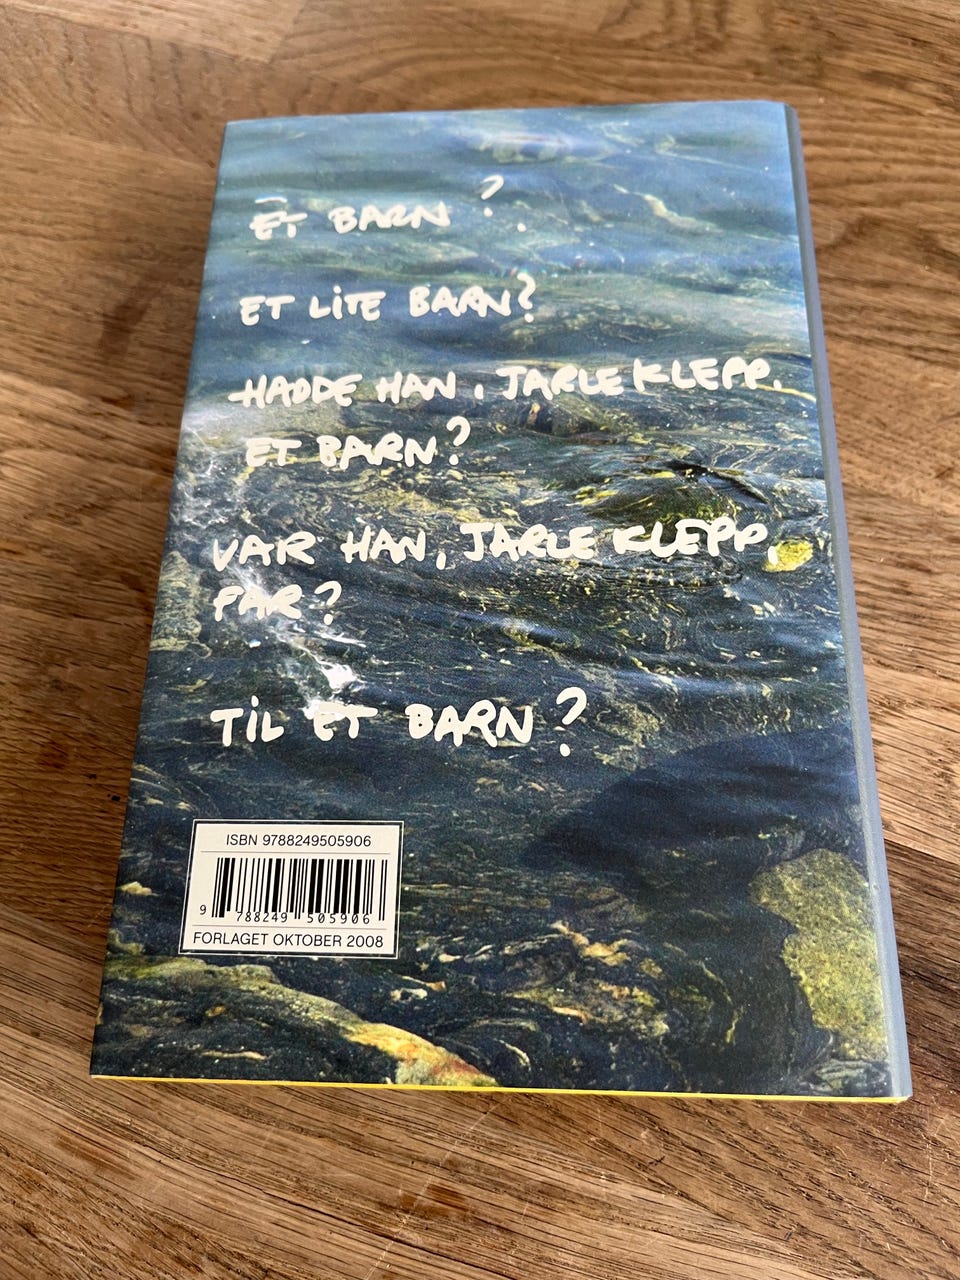 ET BARN ?
ET LITE BARN?
HADDE HAN, JARLE KLEPP,
ET BARN?
VAR HAN, JARLE KLEPP,
FAR?
TIL ET BARN?
ISBN 9788249505906
9 788249 505906
FORLAGET OKTOBER 2008